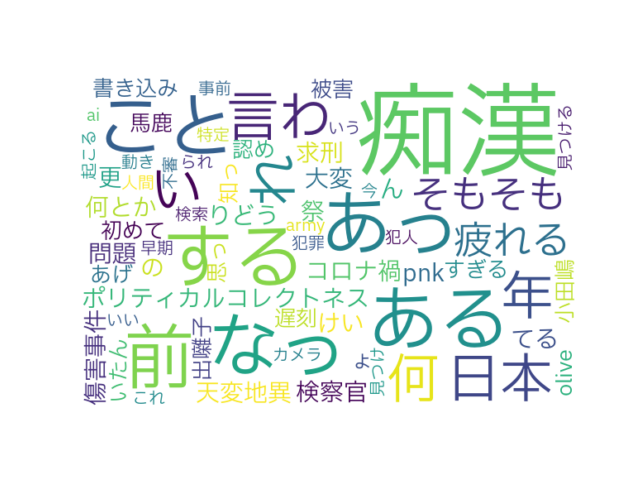 書き込み
事前
被害
痴漢
ai
馬鹿
こと
言わ
いう
見つける
起こる
動き
特定
られ
認め
求刑
更
人間
不審
い
知っ
れ
大変
今
ん
そもそも
何とか
検索
りどう
祭
army
あっ
犯人
疲れる
初めて
犯罪
問題
早期
の
思っ
する
コロナ禍
pnk
すぎる
小田嶋
あげ
ある
年
ポリティカルコレクトネス
傷害事件
いい
いたん
出囃子
前
なっ
遅刻
けい
てる
カメラ
よ
見つけ
何
日本
olive
これ
天変地異
検察官